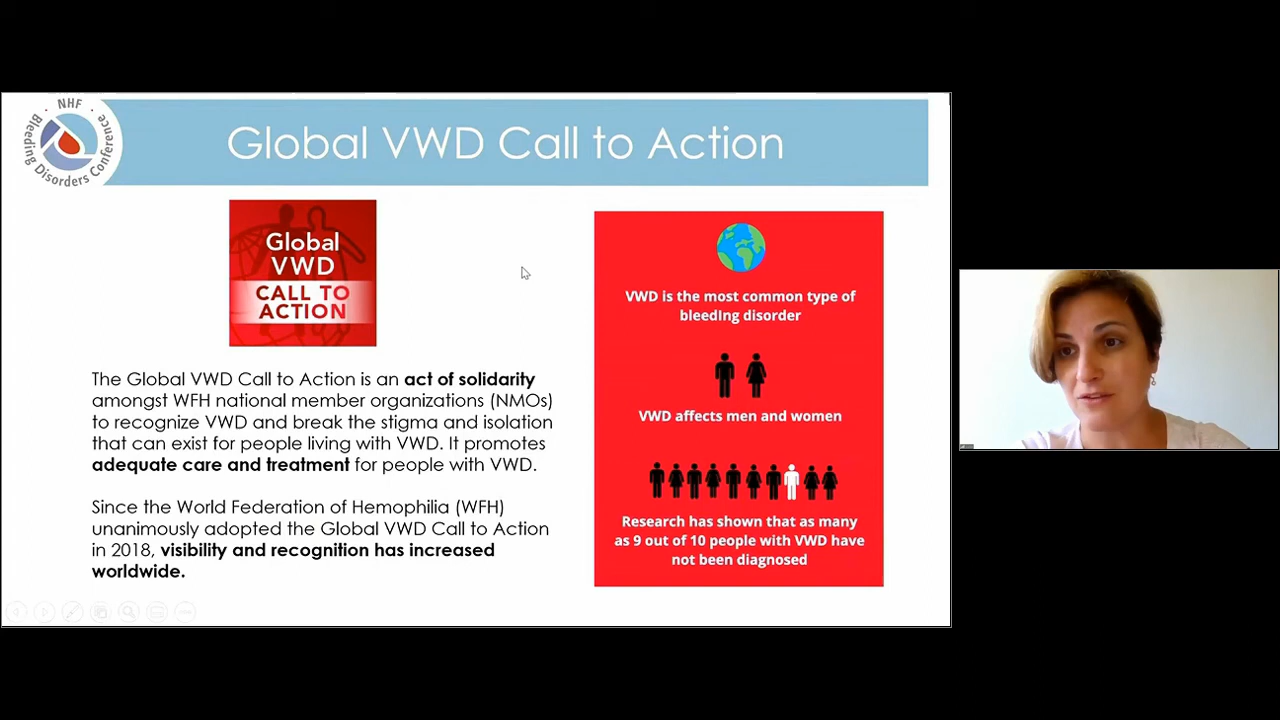 NHF
Bleeding Disorders Conference
Global VWD Call to Action
Global
VWD
CALL TO
ACTION
The Global VWD Call to Action is an act of solidarity
amongst WFH national member organizations (NMOs)
to recognize VWD and break the stigma and isolation
that can exist for people living with VWD. It promotes
adequate care and treatment for people with VWD.
Since the World Federation of Hemophilia (WFH)
unanimously adopted the Global VWD Call to Action
in 2018, visibility and recognition has increased
worldwide.
VWD is the most common type of
bleeding disorder
VWD affects men and women
Research has shown that as many
as 9 out of 10 people with VWD have
not been diagnosed